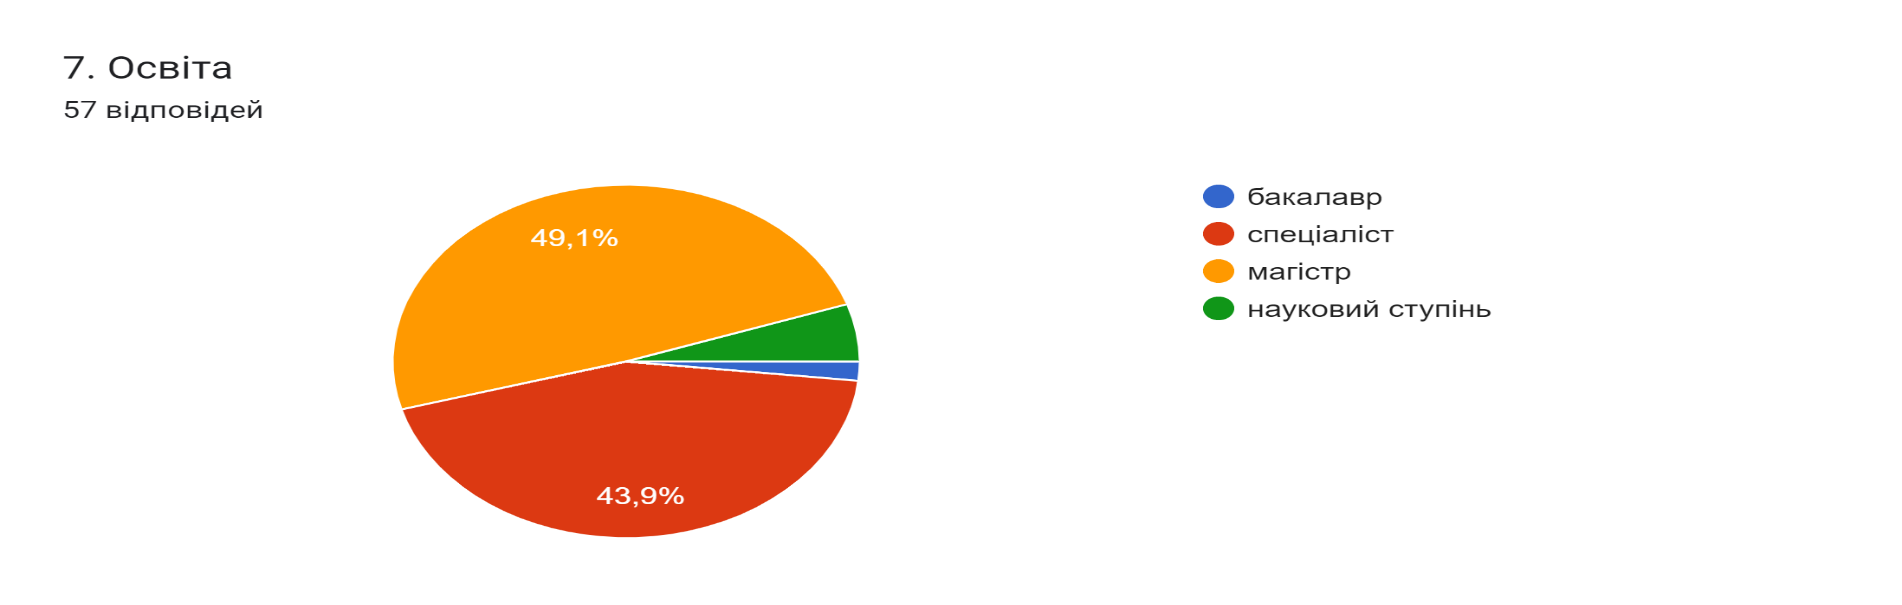 7. Освіта
57 відповідей
49,1%
43,9%
бакалавр
спеціаліст
магістр
науковий ступінь